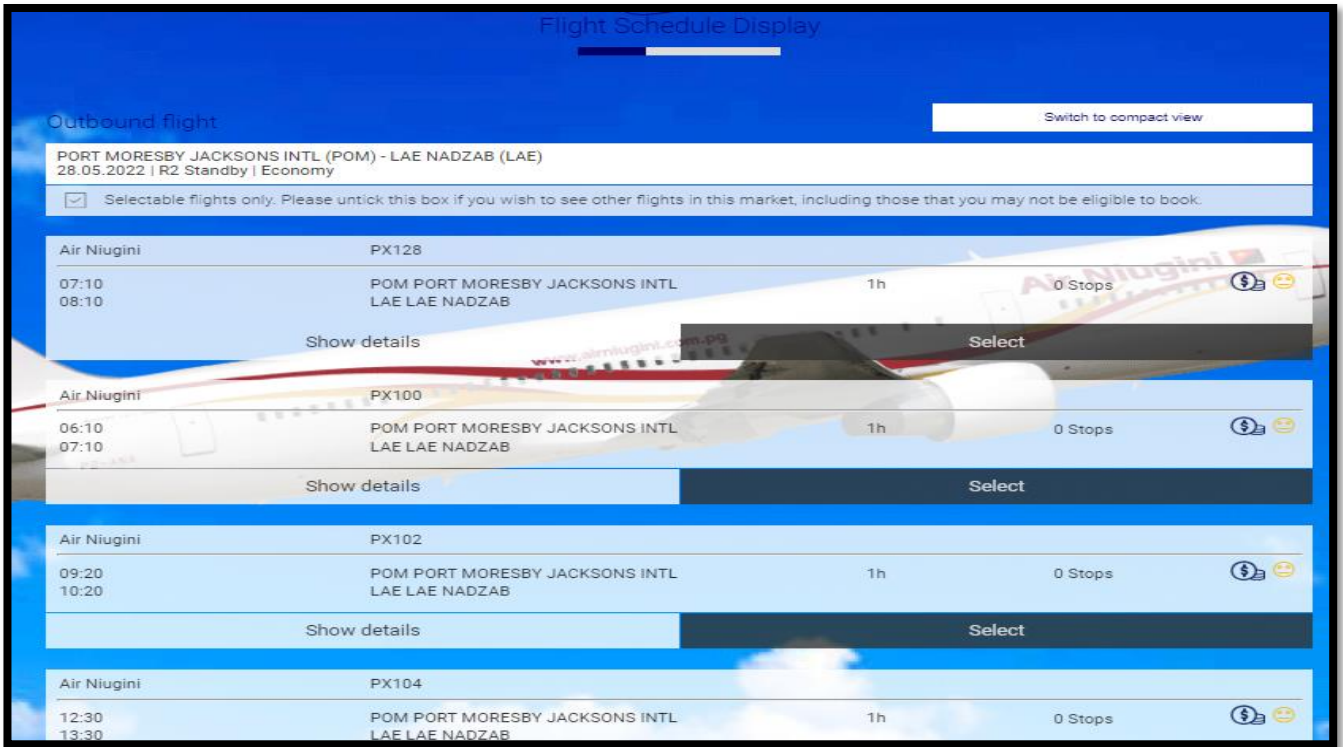 Flight Schedule Display
Outbound flight
Switch to compact view
PORT MORESBY JACKSONS INTL (POM) - LAE NADZAB (LAE)
28.05.2022 | R2 Standby | Economy
Selectable flights only. Please untick this box if you wish to see other flights in this market, including those that you may not be eligible to book.
Air Niugini PX128
Air Niugini
07:10 POM PORT MORESBY JACKSONS INTL 1h 0 Stops
08:10 LAE LAE NADZAB
Show details Select
www.airniugini.com.pg
Air Niugini PX100
06:10 POM PORT MORESBY JACKSONS INTL 1h 0 Stops
07:10 LAE LAE NADZAB
Show details Select
Air Niugini PX102
09:20 POM PORT MORESBY JACKSONS INTL 1h 0 Stops
10:20 LAE LAE NADZAB
Show details Select
Air Niugini PX104
12:30 POM PORT MORESBY JACKSONS INTL 1h 0 Stops
13:30 LAE LAE NADZAB